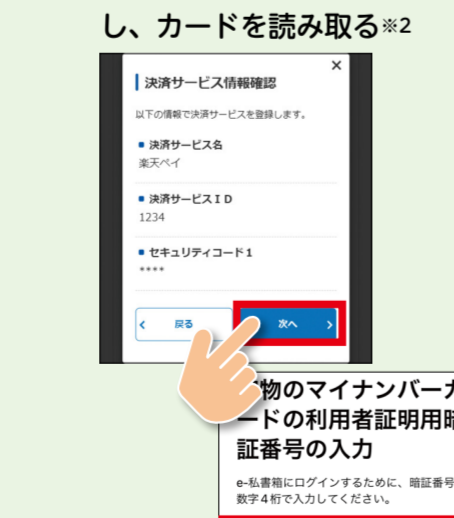 し、カードを読み取る※2
×
決済サービス情報確認
以下の情報で決済サービスを登録します。
■ 決済サービス名
楽天ペイ
■ 決済サービスＩＤ
1234
■ セキュリティコード1
****
< 戻る
次へ >
物のマイナンバーカ
ードの利用者証明用暗
証番号の入力
e-私書箱にログインするために、暗証番号
数字4桁で入力してください。